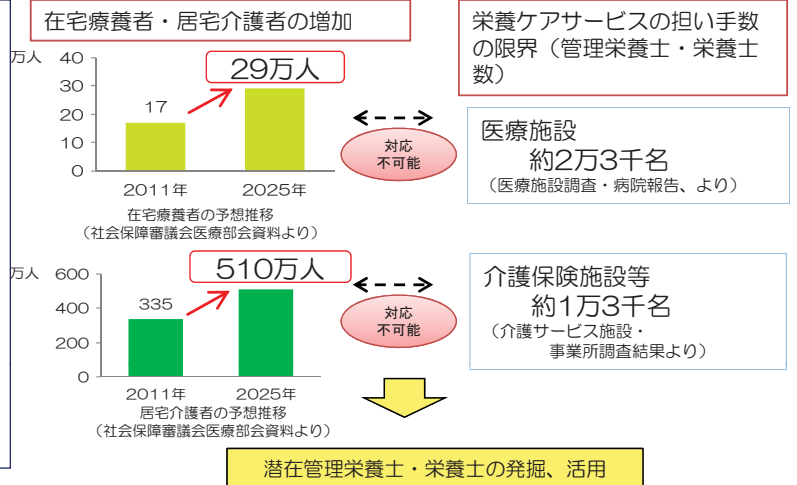 在宅療養者・居宅介護者の増加
栄養ケアサービスの担い手数
の限界（管理栄養士・栄養士
数）
万人
40
30
20
10
0
17
29万人
2011年
2025年
在宅療養者の予想推移
（社会保障審議会医療部会資料より）
対応
不可能
医療施設
約2万3千名
（医療施設調査・病院報告、より）
万人
600
400
200
0
335
510万人
2011年
2025年
居宅介護者の予想推移
（社会保障審議会医療部会資料より）
対応
不可能
介護保険施設等
約1万3千名
（介護サービス施設・
事業所調査結果より）
潜在管理栄養士・栄養士の発掘、活用